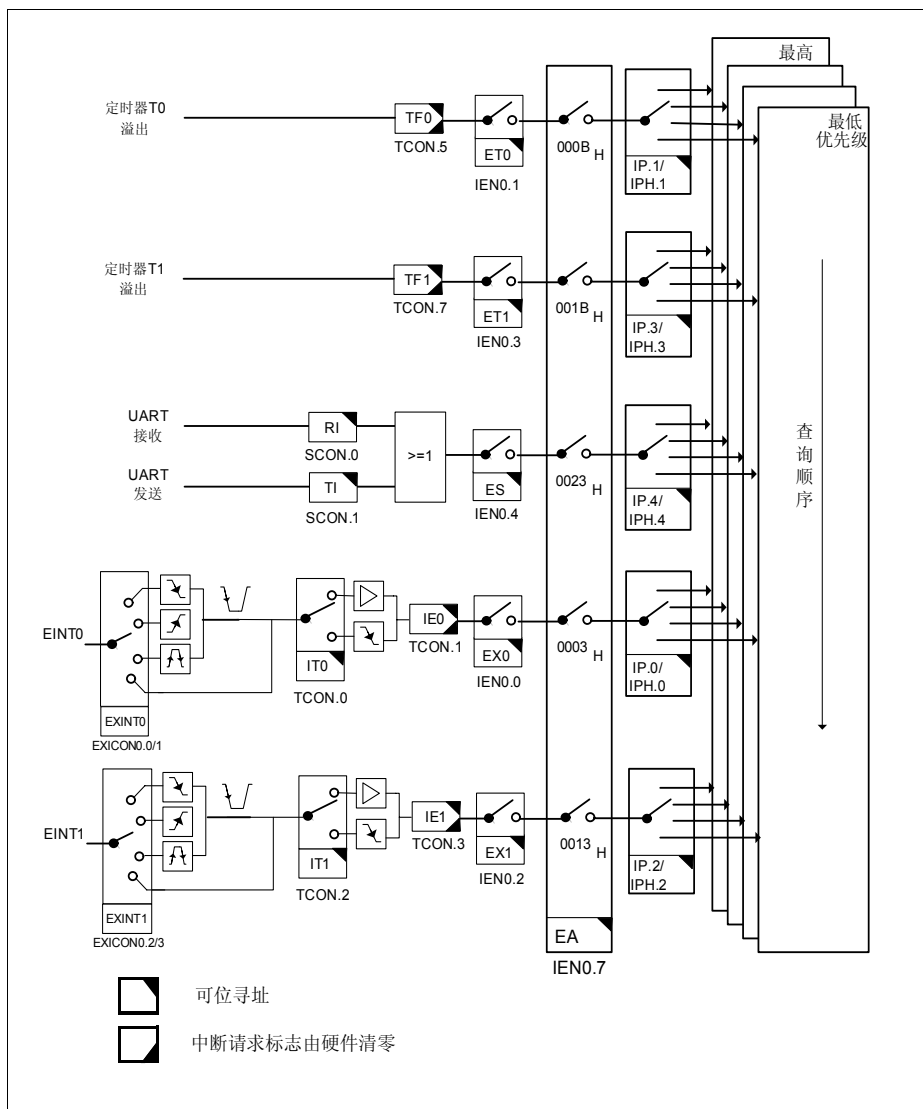 最高
最低
优先级
定时器T0
溢出
TF0
TCON.5
ET0
IEN0.1
000B H
IP.1/
IPH.1
定时器T1
溢出
TF1
TCON.7
ET1
IEN0.3
001B H
IP.3/
IPH.3
UART
接收
RI
SCON.0
UART
发送
TI
SCON.1
>=1
ES
IEN0.4
0023 H
IP.4/
IPH.4
查询顺序
EINT0
EXINT0
EXICON0.0/1
IT0
TCON.0
IE0
TCON.1
EX0
IEN0.0
0003 H
IP.0/
IPH.0
EINT1
EXINT1
EXICON0.2/3
IT1
TCON.2
IE1
TCON.3
EX1
IEN0.2
0013 H
IP.2/
IPH.2
EA
IEN0.7
可位寻址
中断请求标志由硬件清零